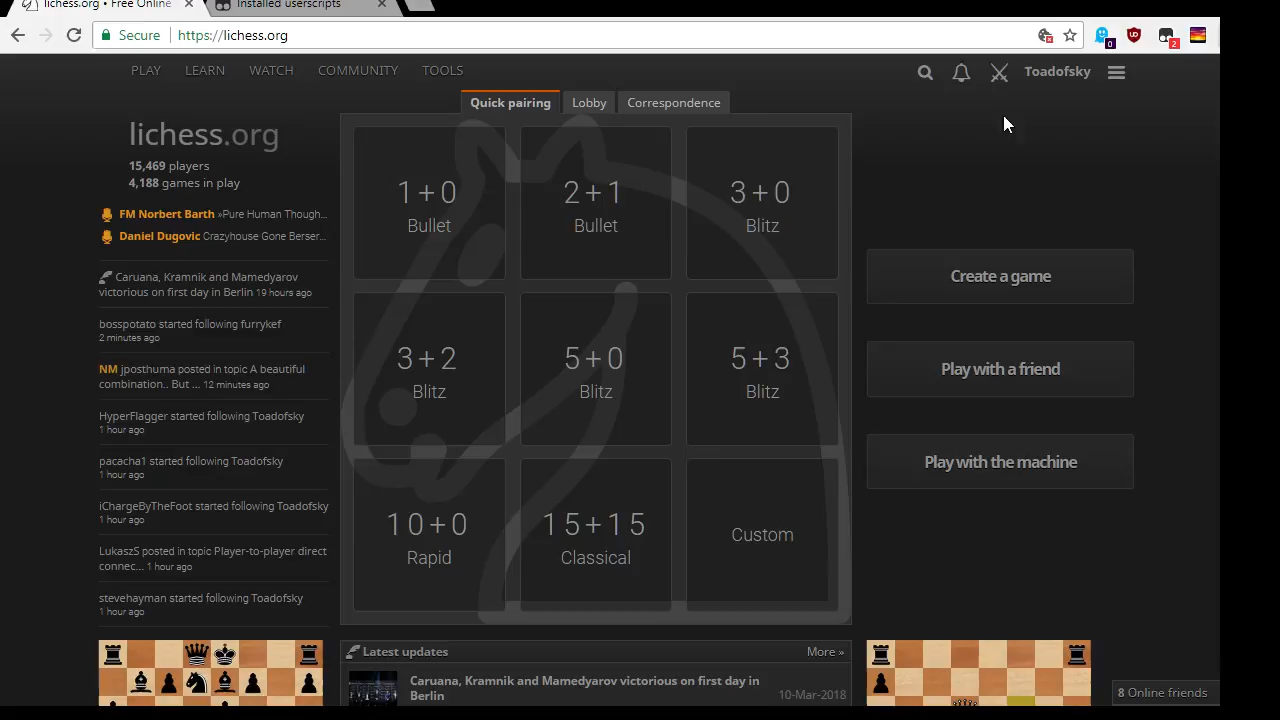 lichess.org • Free Online
Installed userscripts
Secure https://lichess.org
0
2
PLAY LEARN WATCH COMMUNITY TOOLS
Toadofsky
Quick pairing Lobby Correspondence
lichess.org
15,469 players
4,188 games in play
FM Norbert Barth »Pure Human Though...
Daniel Dugovic Crazyhouse Gone Berser...
Caruana, Kramnik and Mamedyarov
victorious on first day in Berlin 19 hours ago
bosspotato started following furrykef
2 minutes ago
NM jposthuma posted in topic A beautiful
combination.. But ... 12 minutes ago
HyperFlagger started following Toadofsky
1 hour ago
pacacha1 started following Toadofsky
1 hour ago
iChargeByTheFoot started following Toadofsky
1 hour ago
LukaszS posted in topic Player-to-player direct
connec... 1 hour ago
stevehayman started following Toadofsky
1 hour ago
1+0
Bullet
2+1
Bullet
3+0
Blitz
3+2
Blitz
5+0
Blitz
5+3
Blitz
10+0
Rapid
15+15
Classical
Custom
Create a game
Play with a friend
Play with the machine
Latest updates More »
Caruana, Kramnik and Mamedyarov victorious on first day in
Berlin
10-Mar-2018
8 Online friends